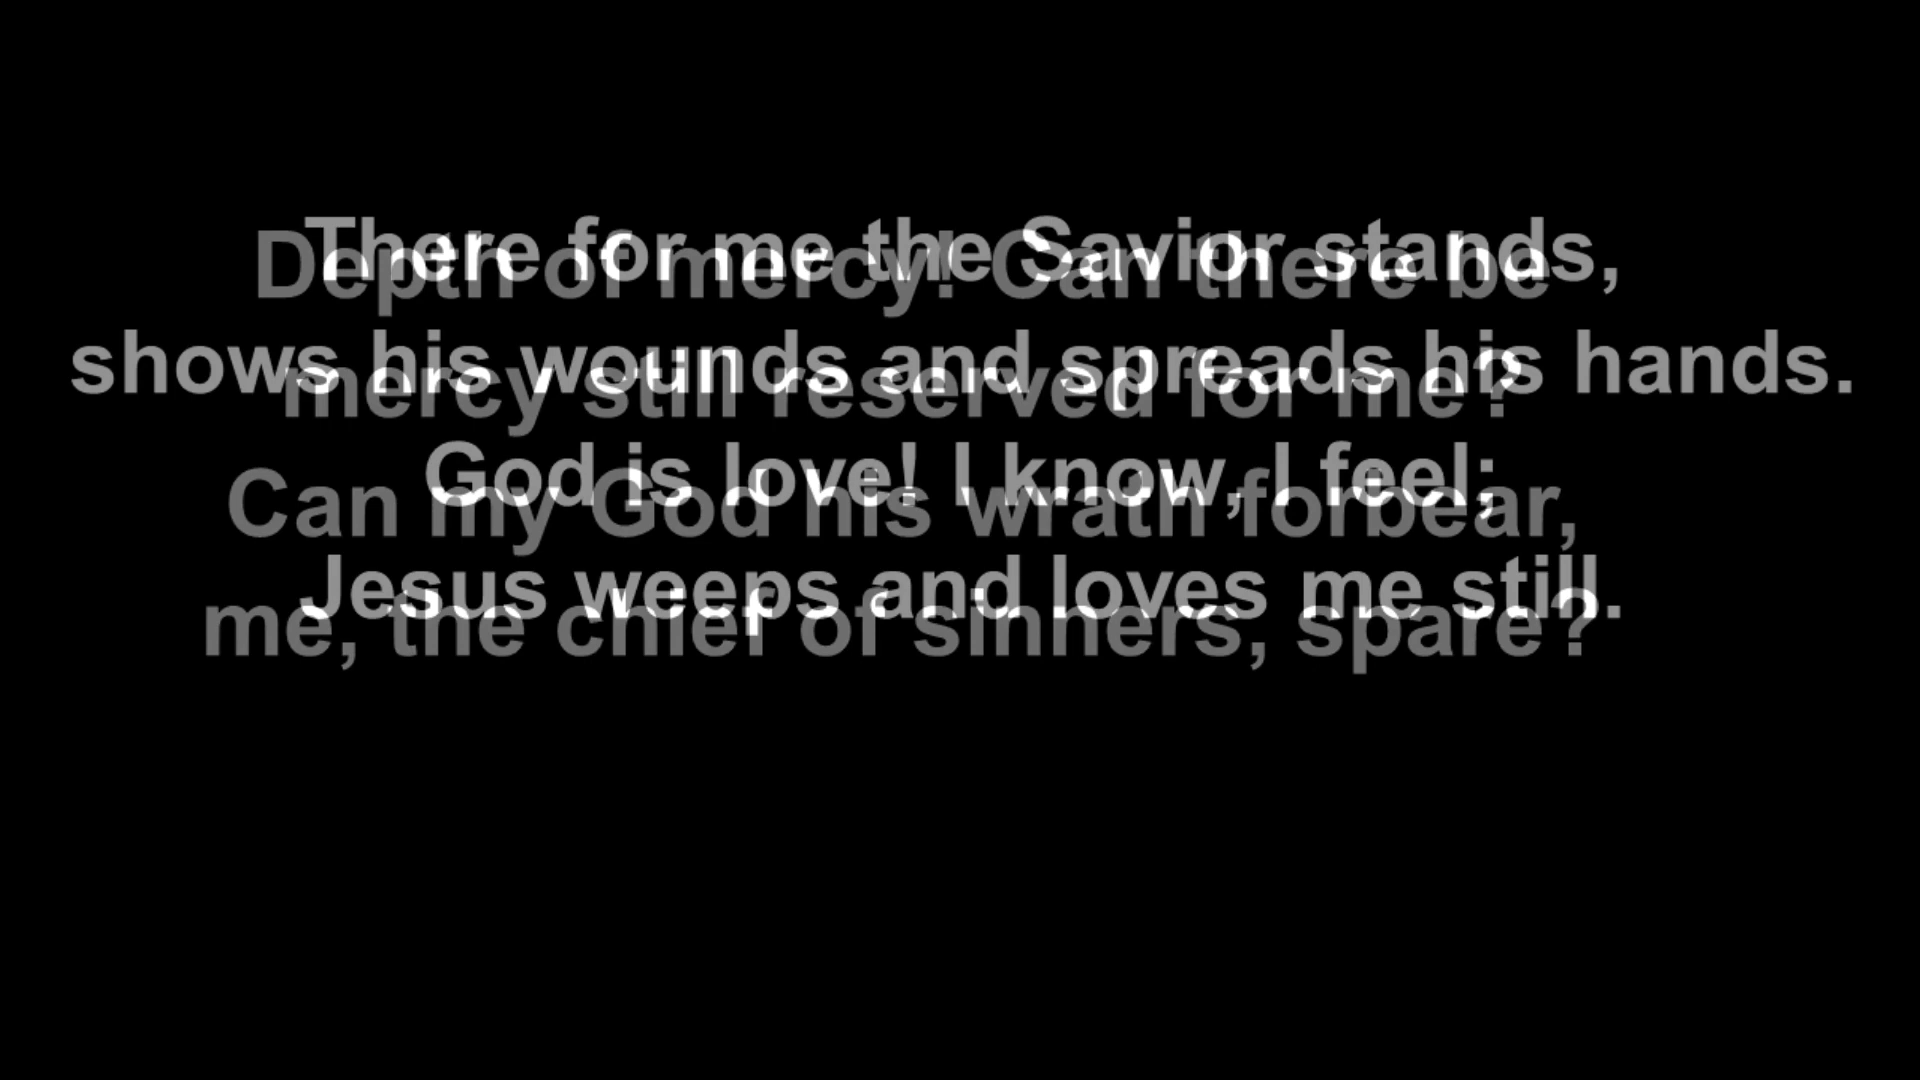 There for me the Savior stands,
shows his wounds and spreads his hands.
God is love! I know, I feel;
Jesus weeps and loves me still.
Depth of mercy! Can there be
mercy still reserved for me?
Can my God his wrath forbear,
me, the chief of sinners, spare?